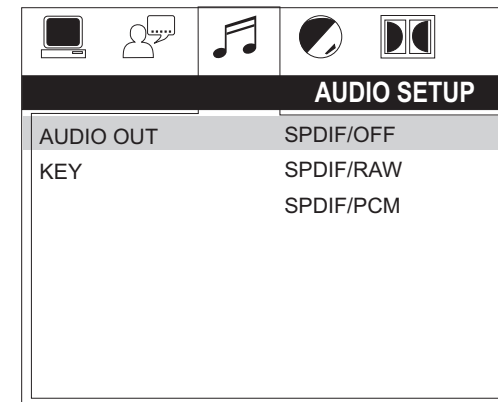 AUDIO SETUP
AUDIO OUT SPDIF/OFF
KEY SPDIF/RAW
SPDIF/PCM